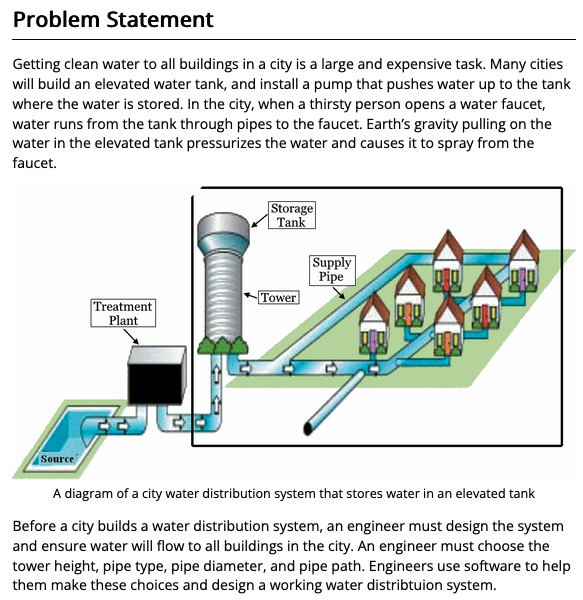 Problem Statement
Getting clean water to all buildings in a city is a large and expensive task. Many cities
will build an elevated water tank, and install a pump that pushes water up to the tank
where the water is stored. In the city, when a thirsty person opens a water faucet,
water runs from the tank through pipes to the faucet. Earth's gravity pulling on the
water in the elevated tank pressurizes the water and causes it to spray from the
faucet.
Storage
Tank
Supply
Pipe
Tower
Treatment
Plant
Source
A diagram of a city water distribution system that stores water in an elevated tank
Before a city builds a water distribution system, an engineer must design the system
and ensure water will flow to all buildings in the city. An engineer must choose the
tower height, pipe type, pipe diameter, and pipe path. Engineers use software to help
them make these choices and design a working water distribtuion system.